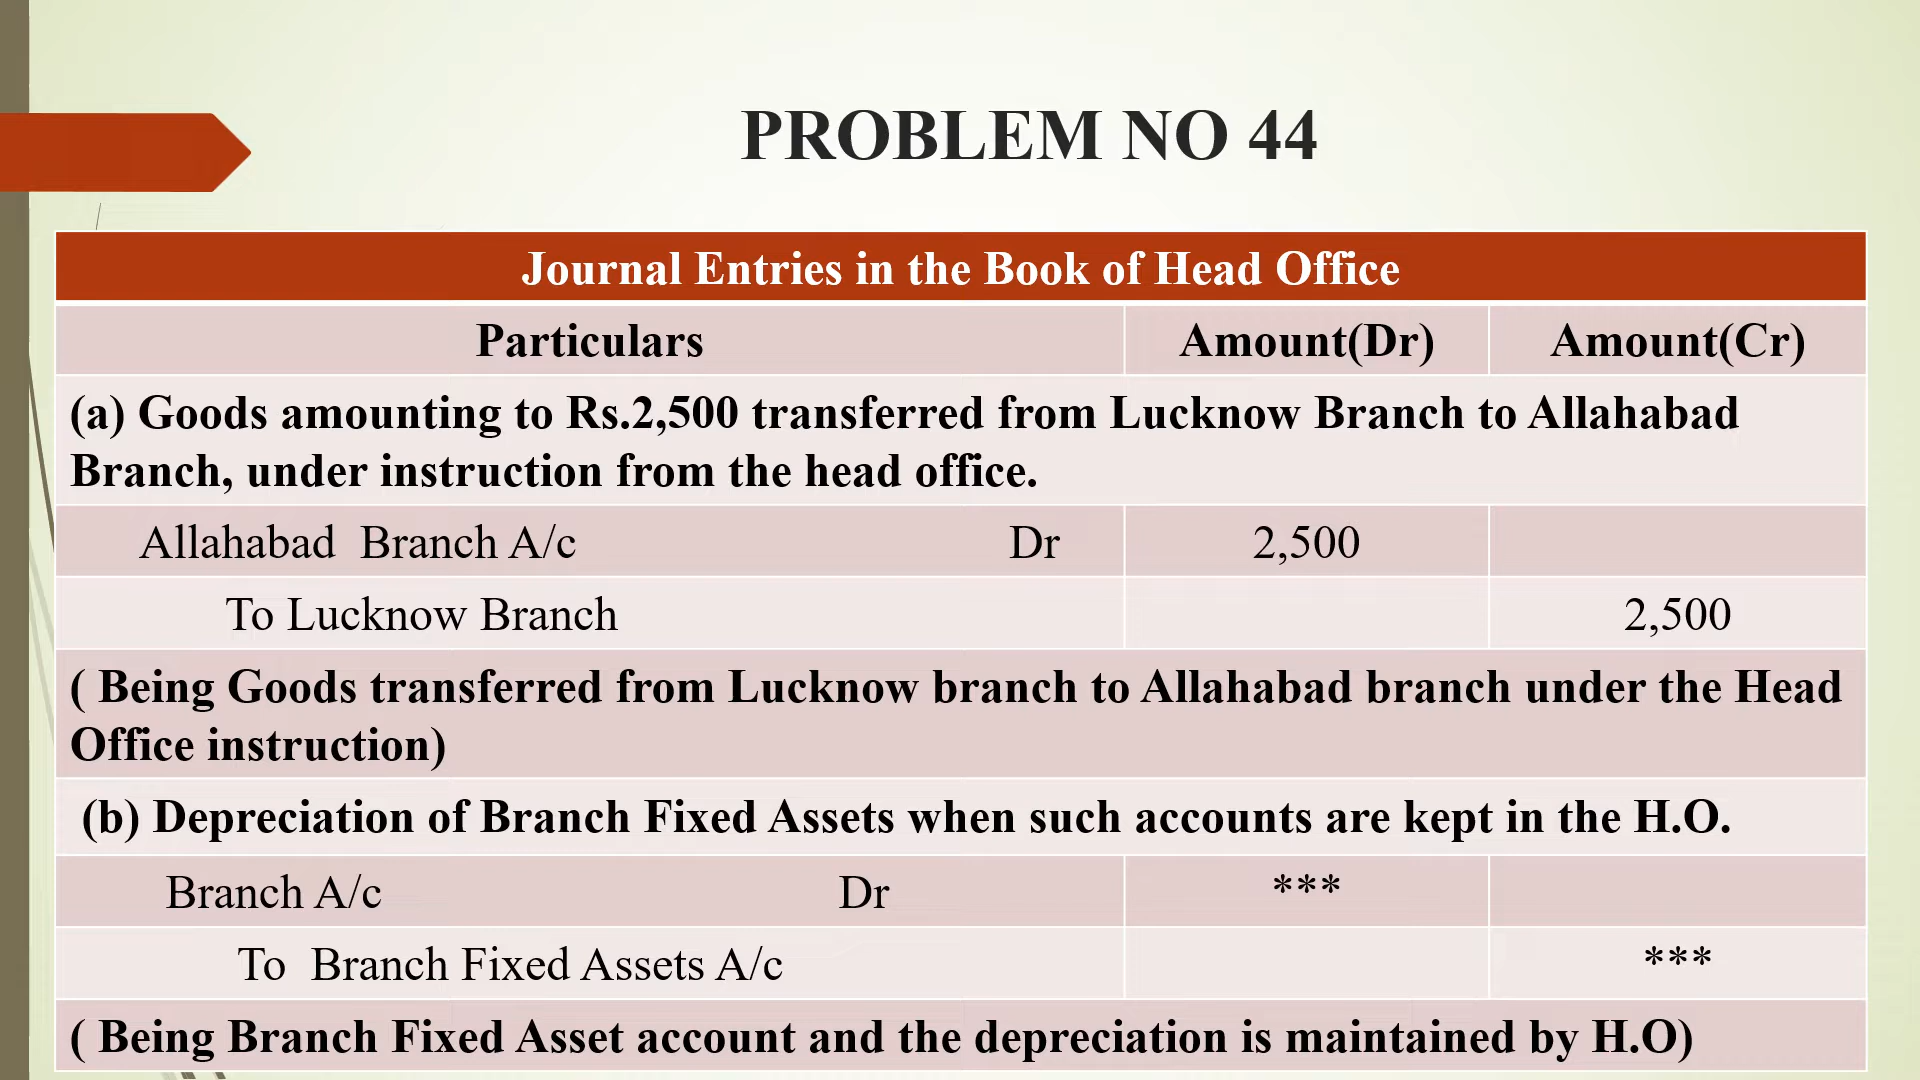 PROBLEM NO 44
Journal Entries in the Book of Head Office
Particulars Amount(Dr) Amount(Cr)
(a) Goods amounting to Rs.2,500 transferred from Lucknow Branch to Allahabad
Branch, under instruction from the head office.
Allahabad Branch A/c Dr 2,500
To Lucknow Branch 2,500
( Being Goods transferred from Lucknow branch to Allahabad branch under the Head
Office instruction)
(b) Depreciation of Branch Fixed Assets when such accounts are kept in the H.O.
Branch A/c Dr ***
To Branch Fixed Assets A/c ***
( Being Branch Fixed Asset account and the depreciation is maintained by H.O)